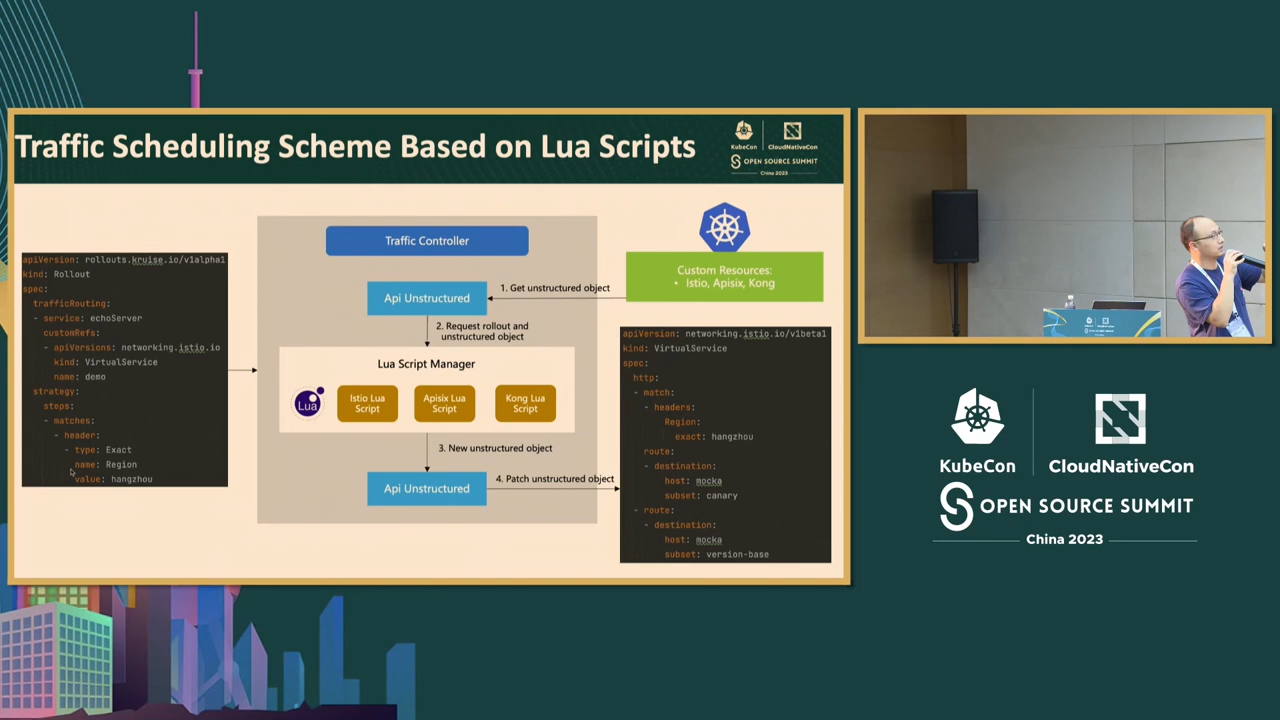 Traffic Scheduling Scheme Based on Lua Scripts
KubeCon
CloudNativeCon
OPEN SOURCE SUMMIT
China 2023
apiVersion: rollouts.kruise.io/v1alpha1
kind: Rollout
spec:
trafficRouting:
- service: echoServer
customRefs:
- apiVersions: networking.istio.io
kind: VirtualService
name: demo
strategy:
steps:
- matches:
- header:
- type: Exact
name: Region
value: hangzhou
Traffic Controller
Api Unstructured
1. Get unstructured object
2. Request rollout and
unstructured object
Lua Script Manager
Lua
Istio Lua
Script
Apisix Lua
Script
Kong Lua
Script
3. New unstructured object
Api Unstructured
4. Patch unstructured object
Custom Resources:
• Istio, Apisix, Kong
apiVersion: networking.istio.io/v1beta1
kind: VirtualService
spec:
http:
- match:
- headers:
Region:
exact: hangzhou
route:
- destination:
host: mocka
subset: canary
- route:
- destination:
host: mocka
subset: version-base
KubeCon
CloudNativeCon
OPEN SOURCE SUMMIT
China 2023